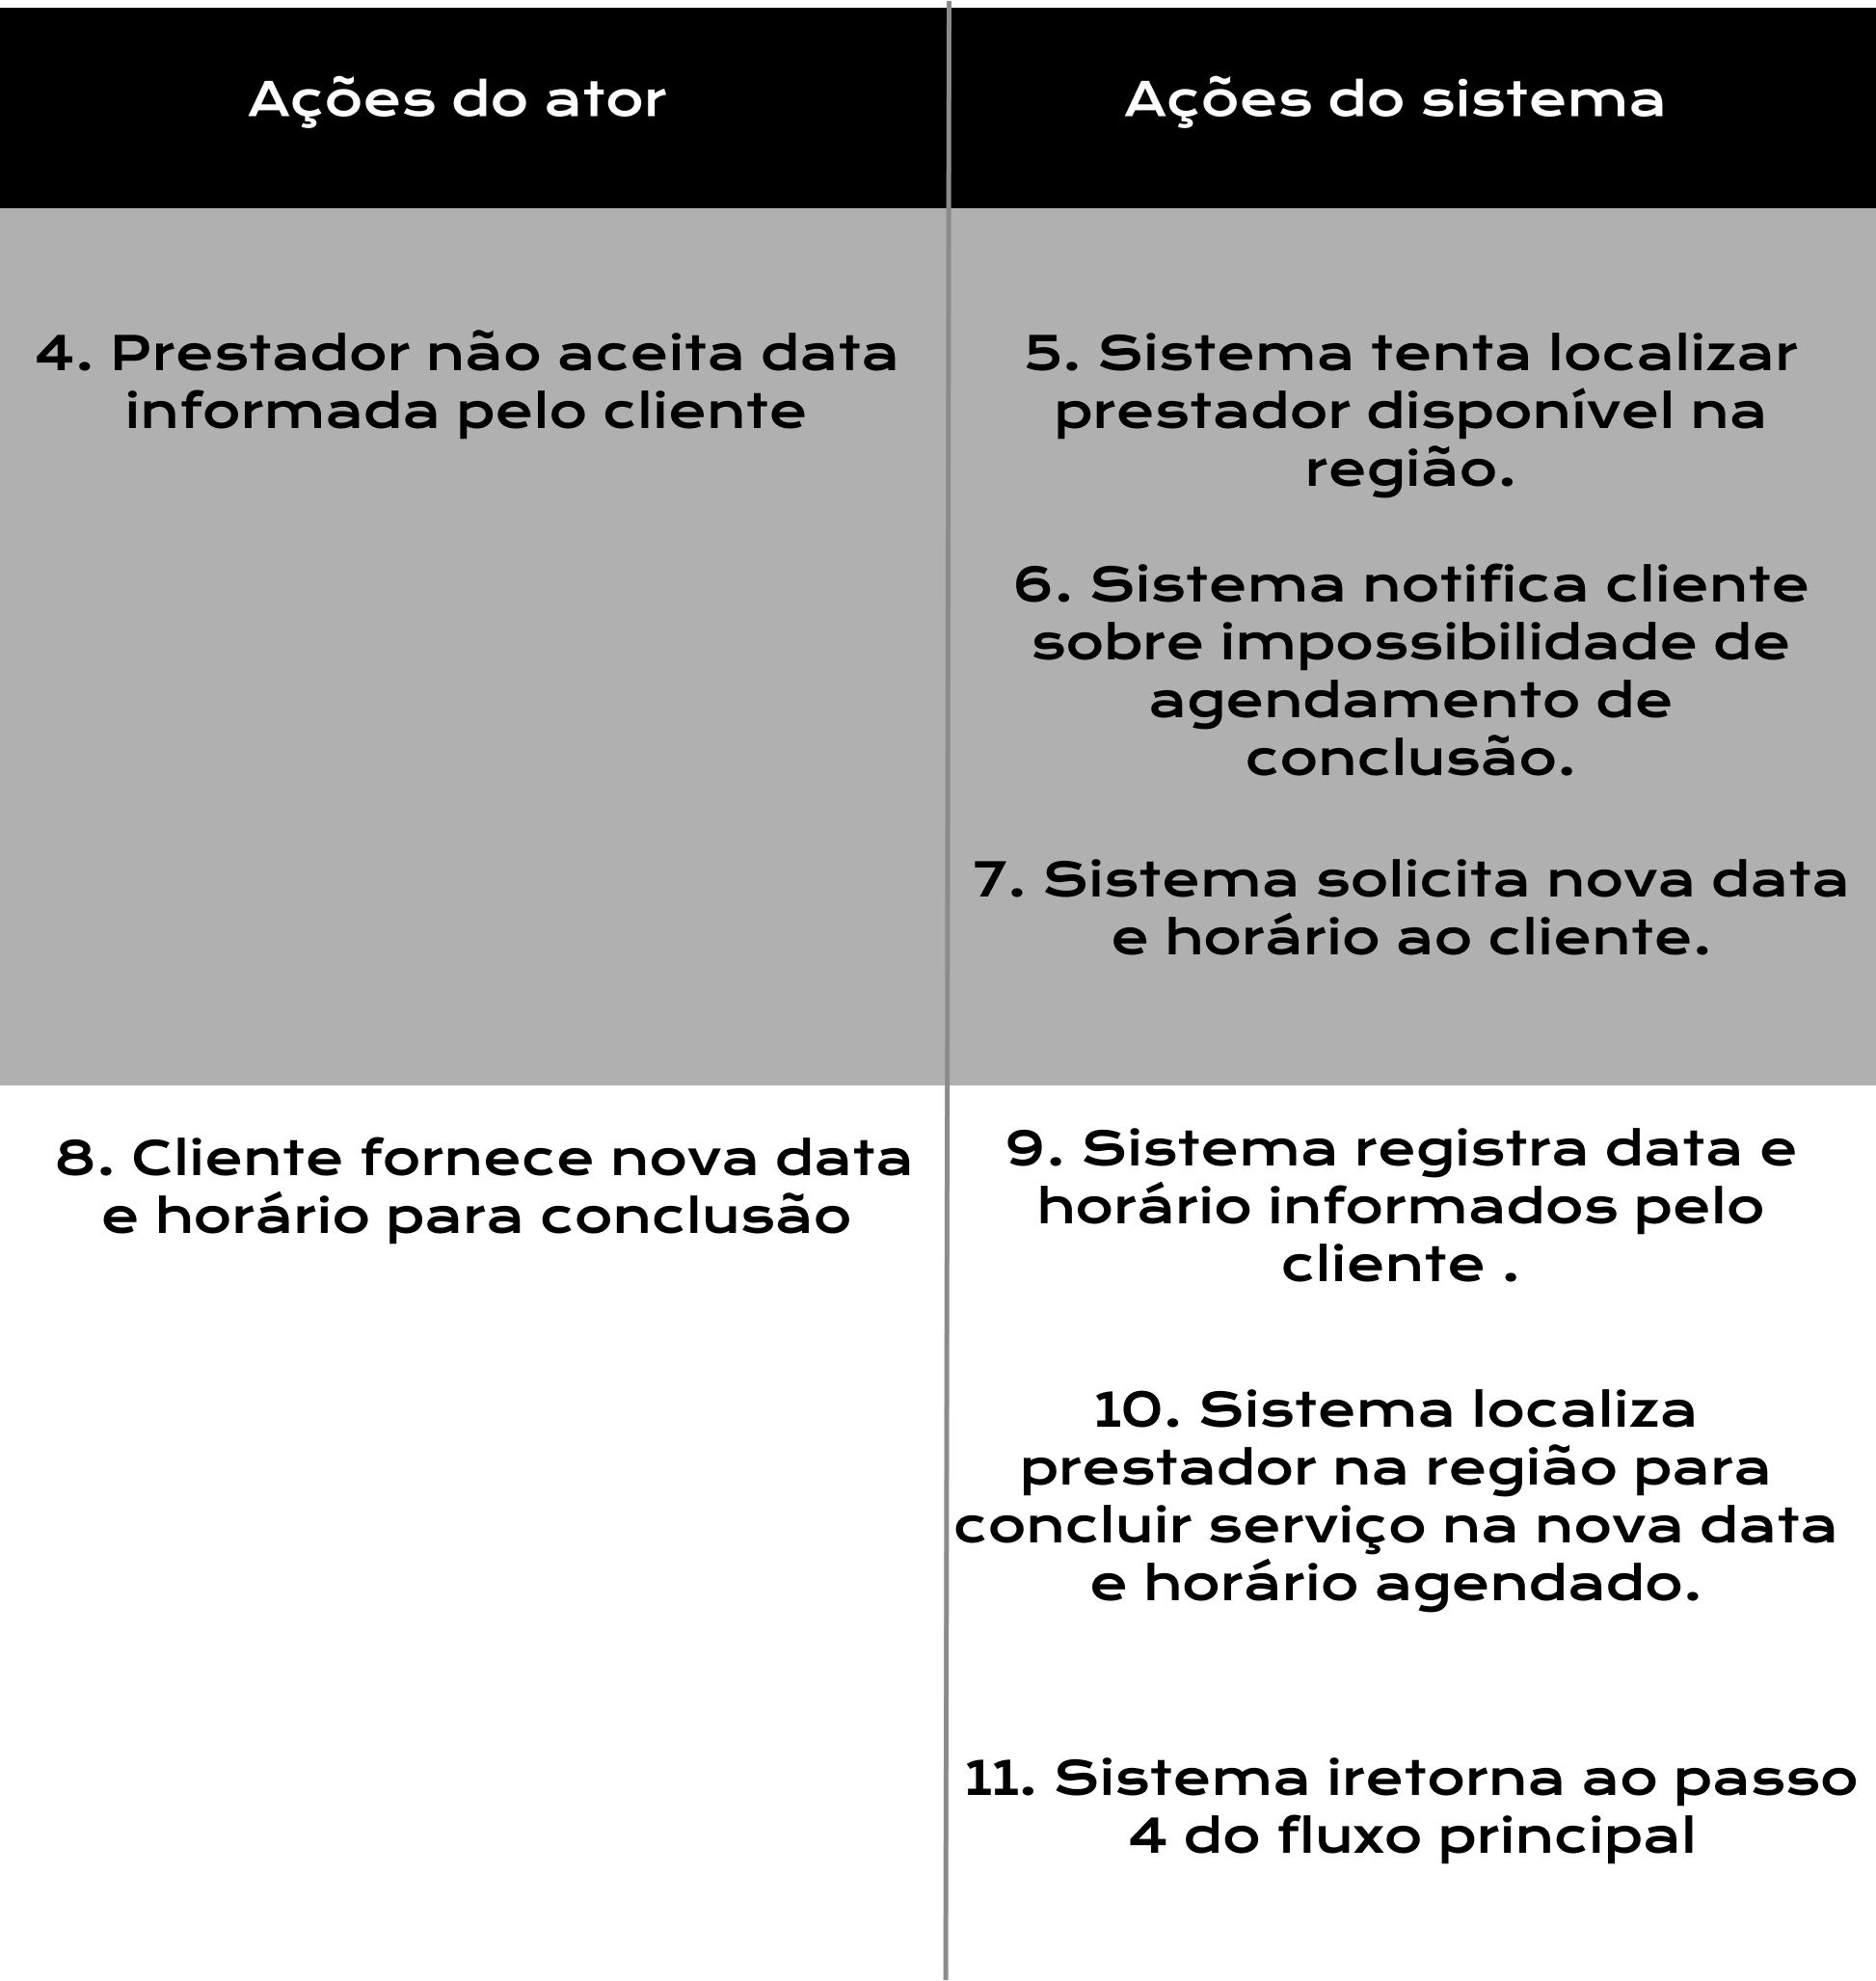 Ações do ator
Ações do sistema
4. Prestador não aceita data
informada pelo cliente
5. Sistema tenta localizar
prestador disponível na
região.
6. Sistema notifica cliente
sobre impossibilidade de
agendamento de
conclusão.
7. Sistema solicita nova data
e horário ao cliente.
8. Cliente fornece nova data
e horário para conclusão
9. Sistema registra data e
horário informados pelo
cliente .
10. Sistema localiza
prestador na região para
concluir serviço na nova data
e horário agendado.
11. Sistema iretorna ao passo
4 do fluxo principal